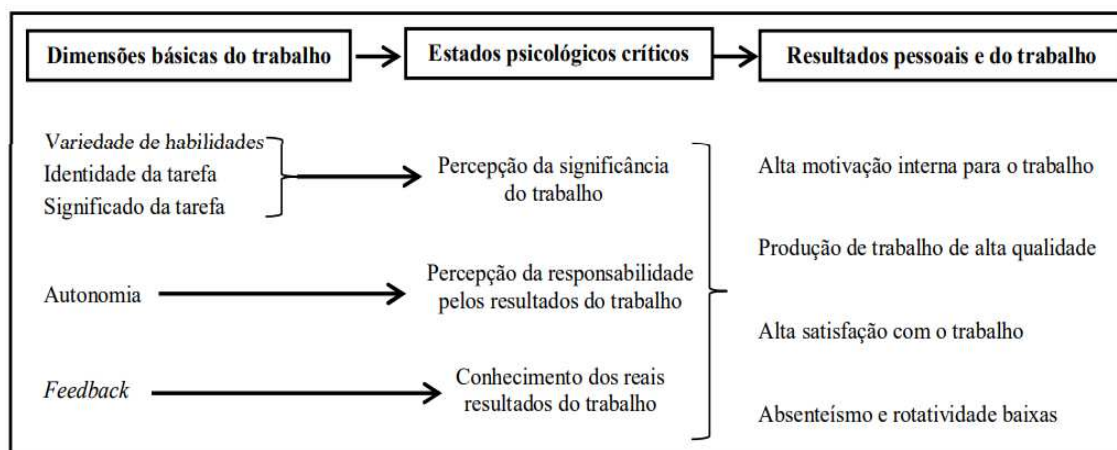 Dimensões básicas do trabalho
Estados psicológicos críticos
Resultados pessoais e do trabalho
Variedade de habilidades
Identidade da tarefa
Significado da tarefa
Percepção da significância
do trabalho
Alta motivação interna para o trabalho
Autonomia
Percepção da responsabilidade
pelos resultados do trabalho
Produção de trabalho de alta qualidade
Alta satisfação com o trabalho
Feedback
Conhecimento dos reais
resultados do trabalho
Absenteísmo e rotatividade baixas